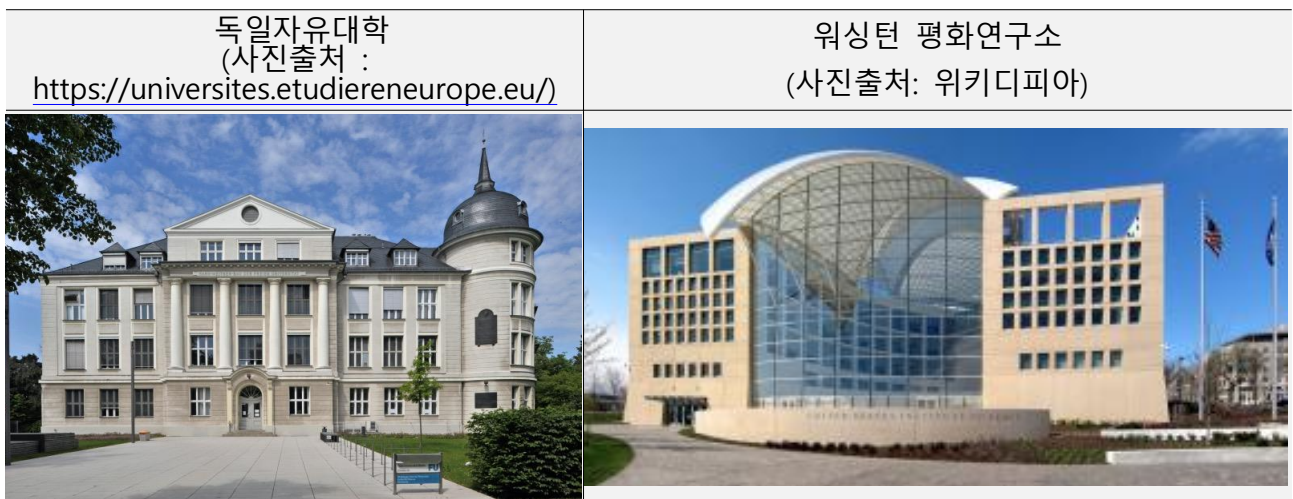 독일자유대학
(사진출처 :
https://universites.etudiereneurope.eu/)
워싱턴 평화연구소
(사진출처: 위키디피아)
FU